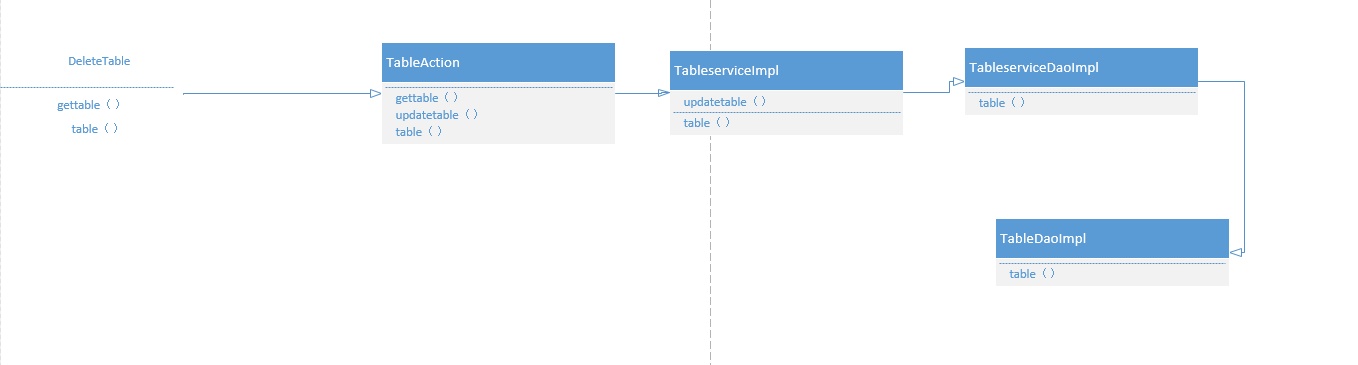 DeleteTable
gettable（）
table（）
TableAction
gettable（）
updatetable（）
table（）
TableserviceImpl
updatetable（）
table（）
TableserviceDaoImpl
table（）
TableDaoImpl
table（）